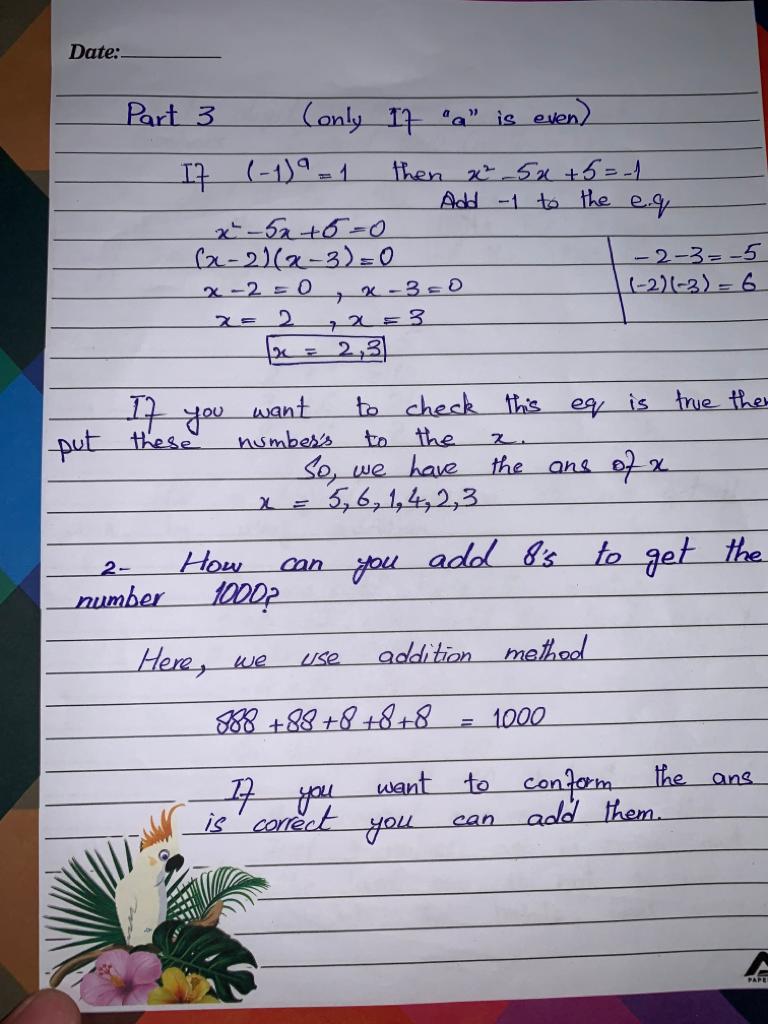 Date:
Part 3 (only If "a" is even)
If (-1)ᵃ = 1 then x² - 5x + 5 = -1
Add -1 to the e.q
x² - 5x + 6 = 0
(x-2)(x-3) = 0 | -2-3 = -5
x - 2 = 0 , x - 3 = 0 | (-2)(-3) = 6
x = 2 , x = 3
x = 2,3
If you want to check this eq is true then
put these number's to the x.
So, we have the ans of x
x = 5,6,1,4,2,3
2- How can you add 8's to get the
number 1000?
Here, we use addition method
888 + 88 + 8 + 8 + 8 = 1000
If you want to conform the ans
is correct you can add them.